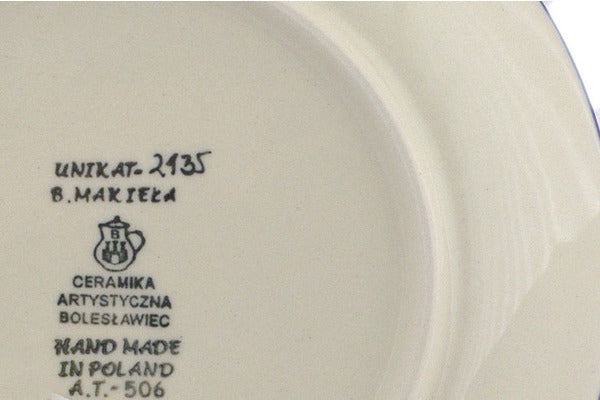 UNIKAT-2135
B. MAKIEŁA
B
CERAMIKA
ARTYSTYCZNA
BOLESŁAWIEC
HAND MADE
IN POLAND
A.T.-506